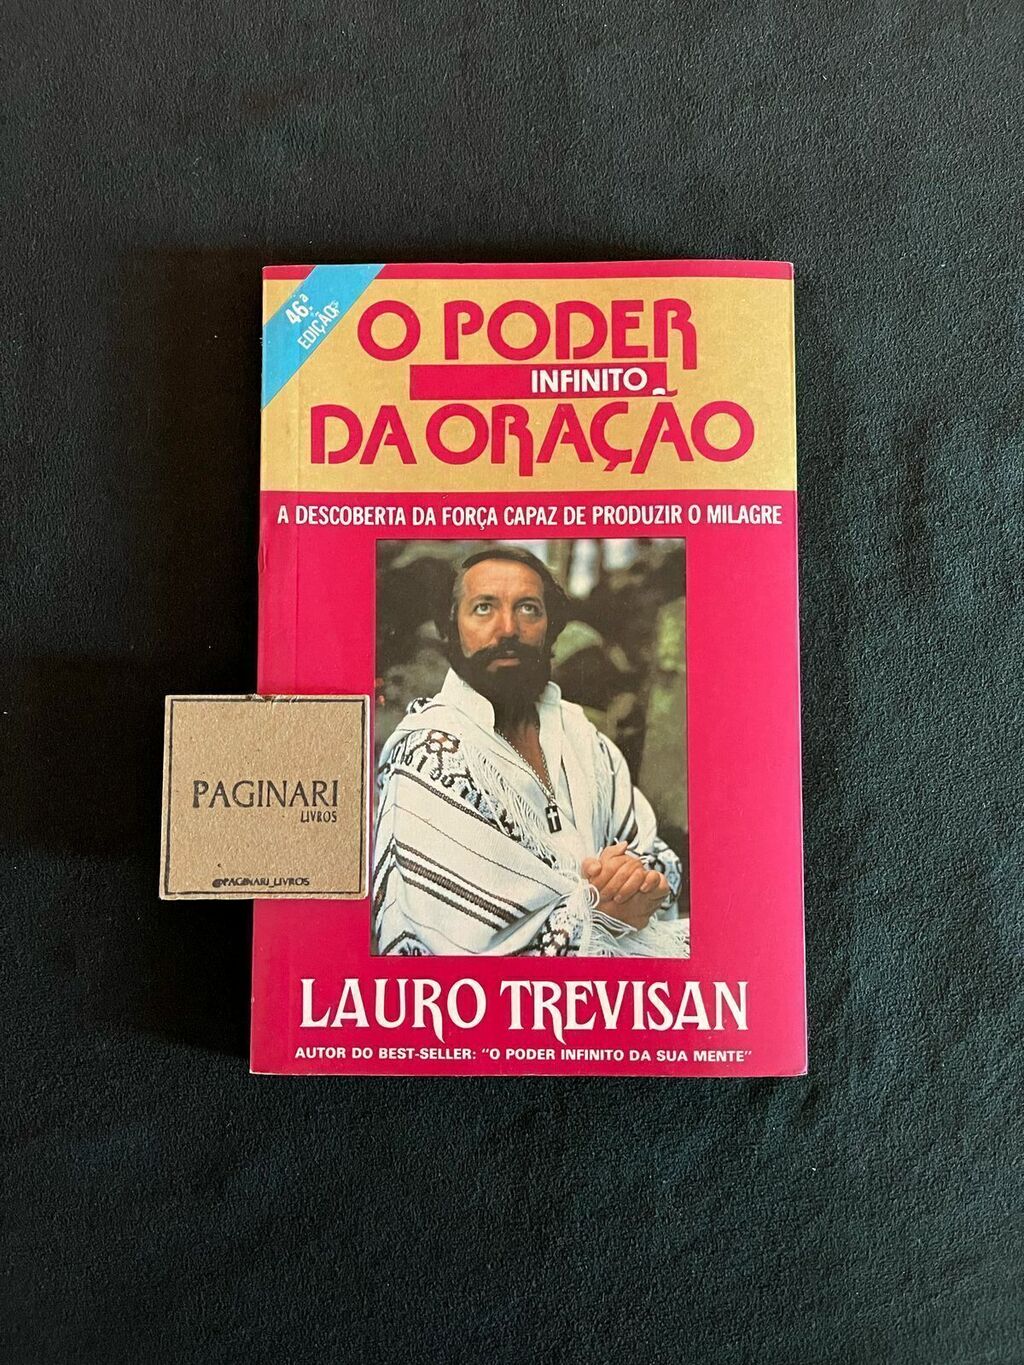 46.ª
EDIÇÃO
O PODER
INFINITO
DA ORAÇÃO
A DESCOBERTA DA FORÇA CAPAZ DE PRODUZIR O MILAGRE
PAGINARI
LIVROS
@PAGINARI_LIVROS
LAURO TREVISAN
AUTOR DO BEST-SELLER: "O PODER INFINITO DA SUA MENTE"